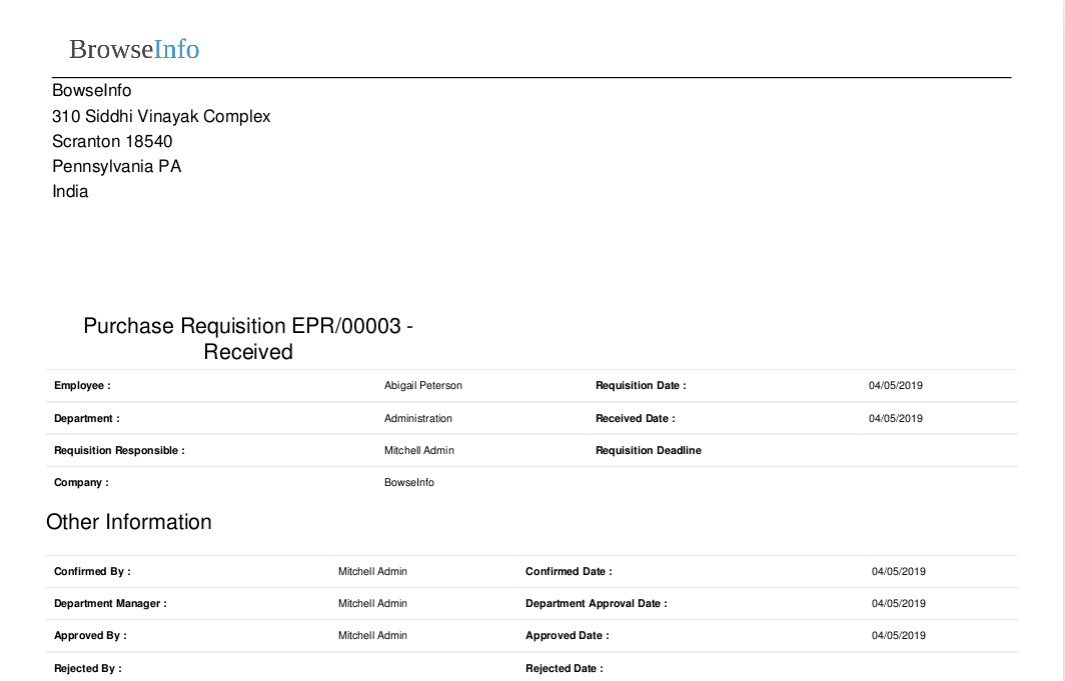 BrowseInfo
BowseInfo
310 Siddhi Vinayak Complex
Scranton 18540
Pennsylvania PA
India
Purchase Requisition EPR/00003 -
Received
Employee : Abigail Peterson Requisition Date : 04/05/2019
Department : Administration Received Date : 04/05/2019
Requisition Responsible : Mitchell Admin Requisition Deadline
Company : BowseInfo
Other Information
Confirmed By : Mitchell Admin Confirmed Date : 04/05/2019
Department Manager : Mitchell Admin Department Approval Date : 04/05/2019
Approved By : Mitchell Admin Approved Date : 04/05/2019
Rejected By : Rejected Date :